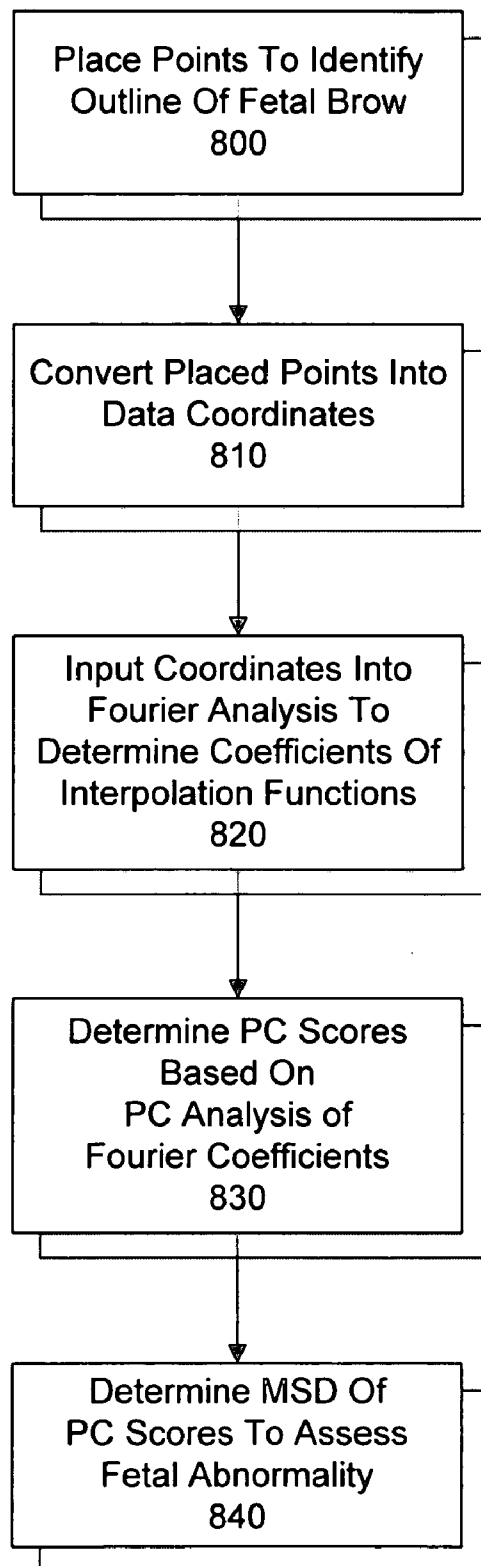 Place Points To Identify
Outline Of Fetal Brow
800
Convert Placed Points Into
Data Coordinates
810
Input Coordinates Into
Fourier Analysis To
Determine Coefficients Of
Interpolation Functions
820
Determine PC Scores
Based On
PC Analysis of
Fourier Coefficients
830
Determine MSD Of
PC Scores To Assess
Fetal Abnormality
840